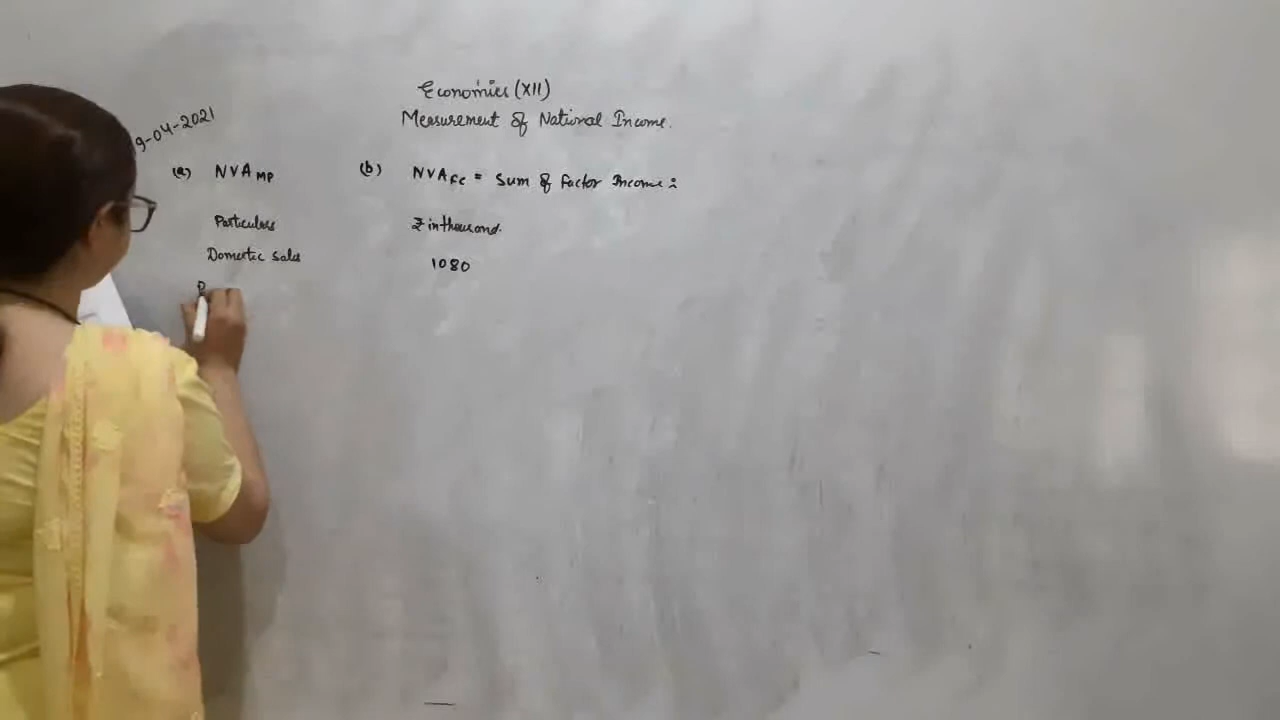 Economics (XII)
Measurement of National Income.
9-04-2021
(a) NVA MP (b) NVA FC = Sum of Factor Income :
Particulars ₹ in thousand.
Domestic sales 1080